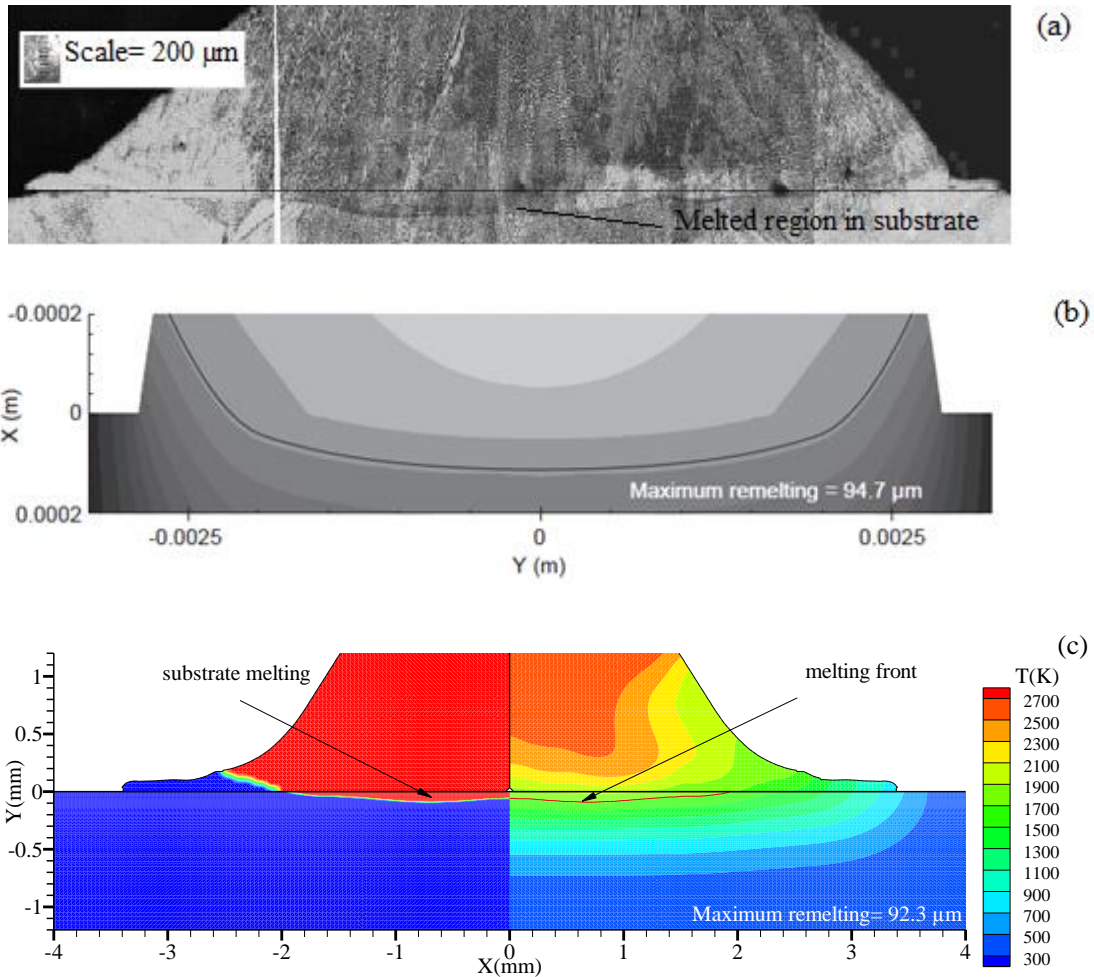 (a)
Scale= 200 µm
Melted region in substrate
(b)
-0.0002
0
0.0002
X (m)
Maximum remelting = 94.7 µm
-0.0025
0
0.0025
Y (m)
(c)
substrate melting
melting front
T(K)
2700
2500
2300
2100
1900
1700
1500
1300
1100
900
700
500
300
1
0.5
0
-0.5
-1
Y(mm)
Maximum remelting= 92.3 µm
-4
-3
-2
-1
0
1
2
3
4
X(mm)